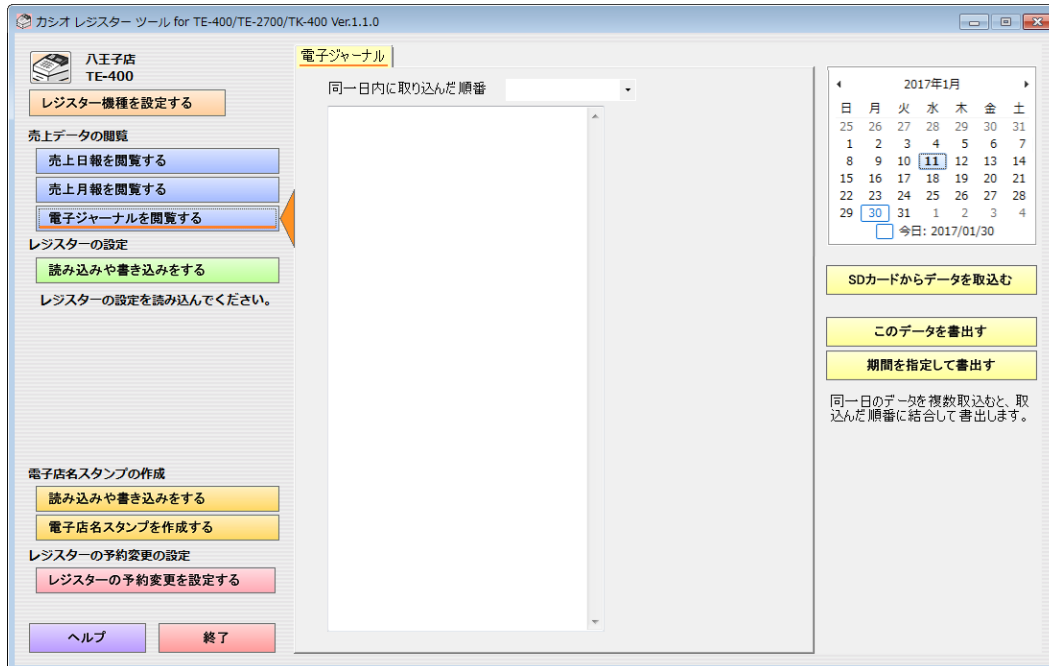 カシオ レジスター ツール for TE-400/TE-2700/TK-400 Ver.1.1.0
八王子店
TE-400
レジスター機種を設定する
売上データの閲覧
売上日報を閲覧する
売上月報を閲覧する
電子ジャーナルを閲覧する
レジスターの設定
読み込みや書き込みをする
レジスターの設定を読み込んでください。
電子店名スタンプの作成
読み込みや書き込みをする
電子店名スタンプを作成する
レジスターの予約変更の設定
レジスターの予約変更を設定する
ヘルプ
終了
電子ジャーナル
同一日内に取り込んだ順番
2017年1月
日 月 火 水 木 金 土
25 26 27 28 29 30 31
1 2 3 4 5 6 7
8 9 10 11 12 13 14
15 16 17 18 19 20 21
22 23 24 25 26 27 28
29 30 31 1 2 3 4
今日: 2017/01/30
SDカードからデータを取込む
このデータを書出す
期間を指定して書出す
同一日のデータを複数取込むと、取
込んだ順番に結合して書出します。